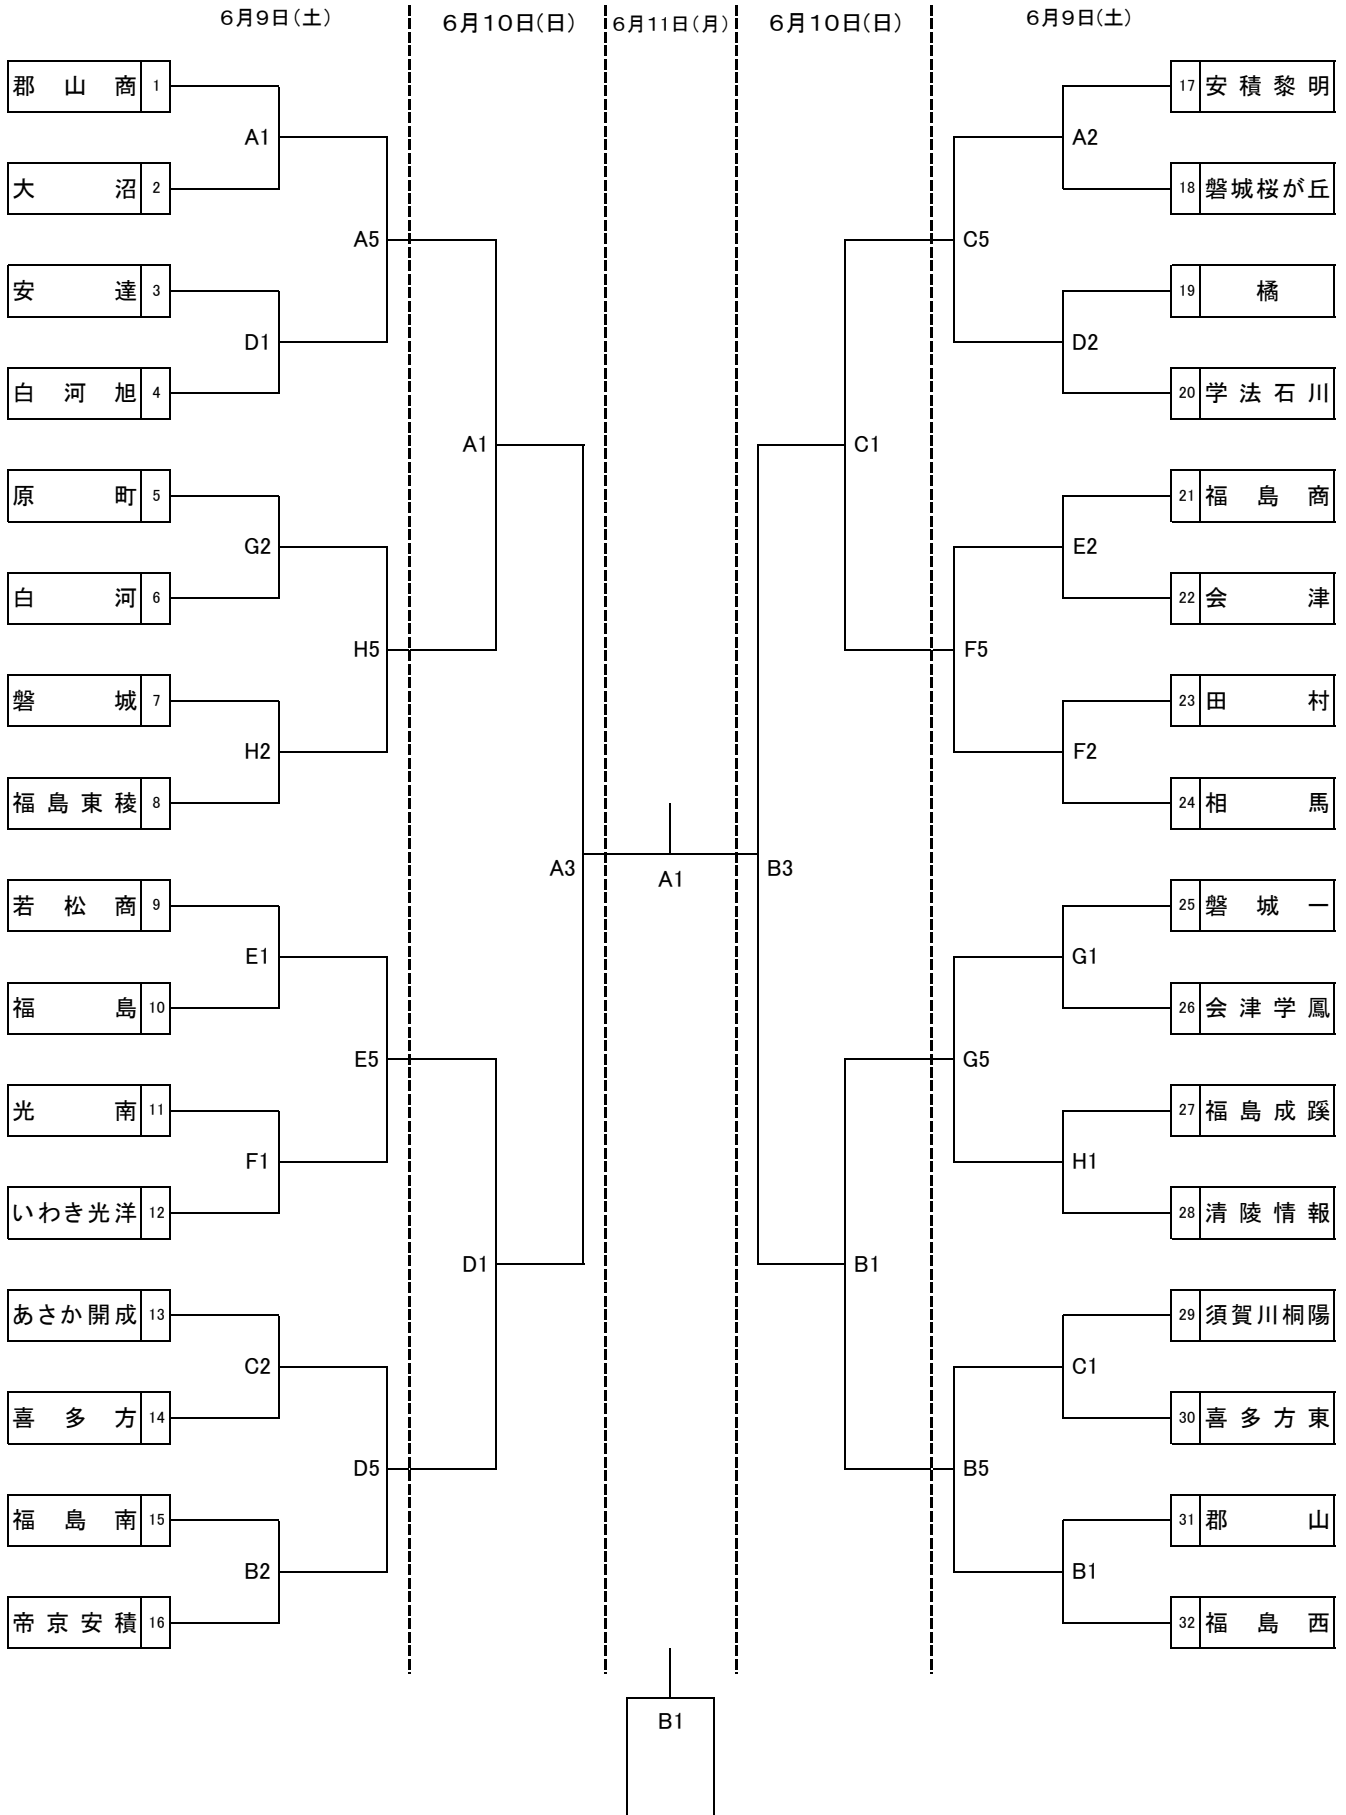 6月9日(土) 6月10日(日) 6月11日(月) 6月10日(日) 6月9日(土)
郡山商 1 17 安積黎明
A1 A2
大沼 2 18 磐城桜が丘
A5 C5
安達 3 19 橘
D1 D2
白河旭 4 20 学法石川
A1 C1
原町 5 21 福島商
G2 E2
白河 6 22 会津
H5 F5
磐城 7 23 田村
H2 F2
福島東稜 8 24 相馬
A3 A1 B3
若松商 9 25 磐城一
E1 G1
福島 10 26 会津学鳳
E5 G5
光南 11 27 福島成蹊
F1 H1
いわき光洋 12 28 清陵情報
D1 B1
あさか開成 13 29 須賀川桐陽
C2 C1
喜多方 14 30 喜多方東
D5 B5
福島南 15 31 郡山
B2 B1
帝京安積 16 32 福島西
B1